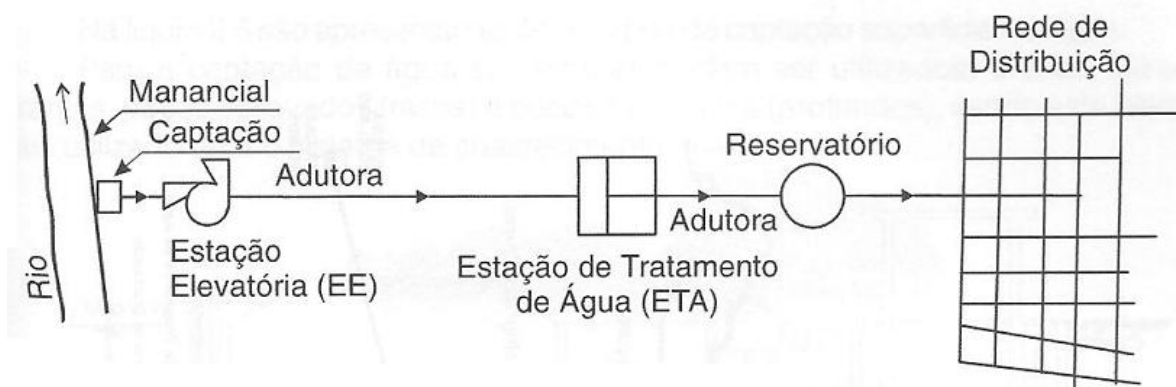 Rede de
Distribuição
Manancial
Captação
Reservatório
Adutora
Adutora
Rio
Estação
Elevatória (EE)
Estação de Tratamento
de Água (ETA)